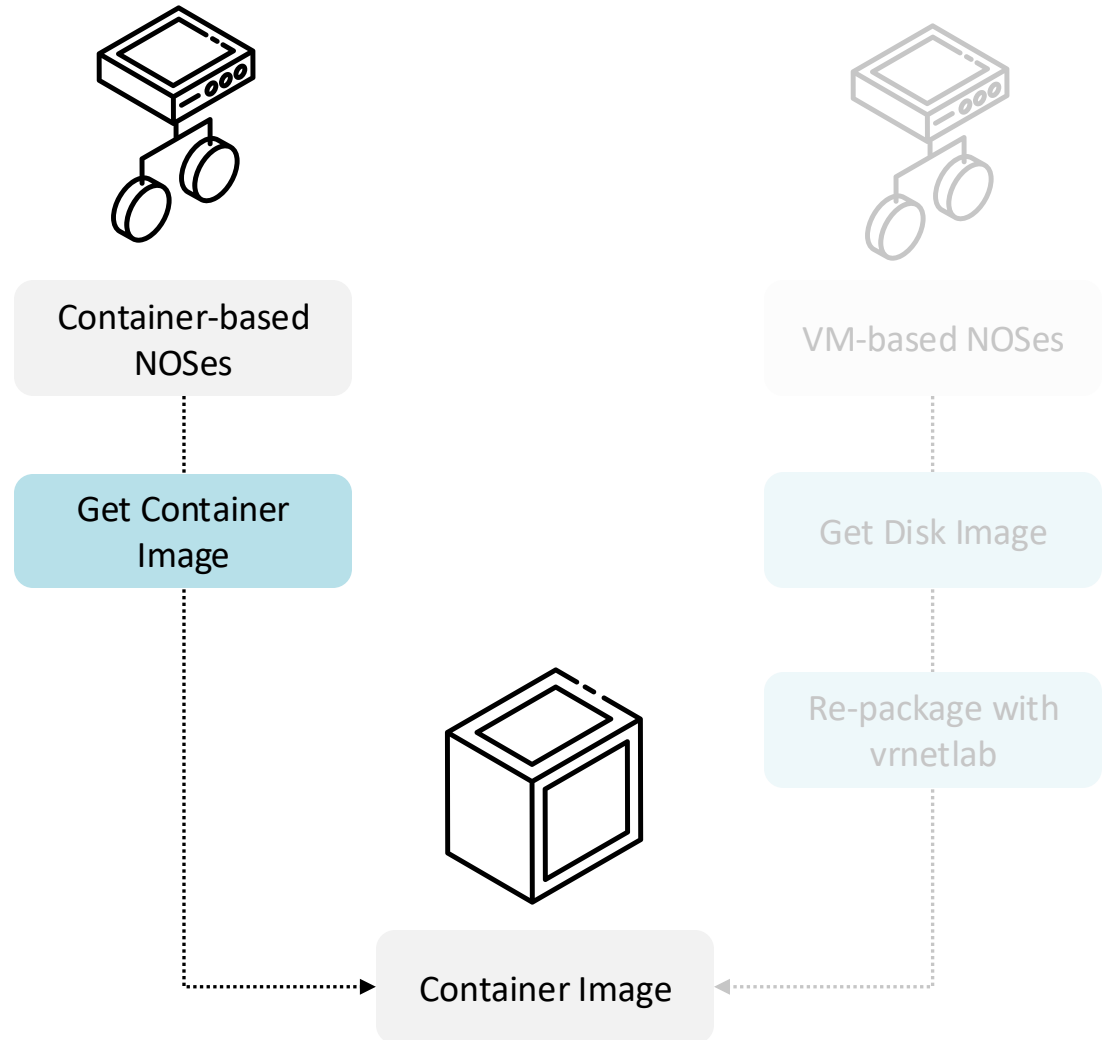 Container-based
NOSes
VM-based NOSes
Get Container
Image
Get Disk Image
Re-package with
vrnetlab
Container Image